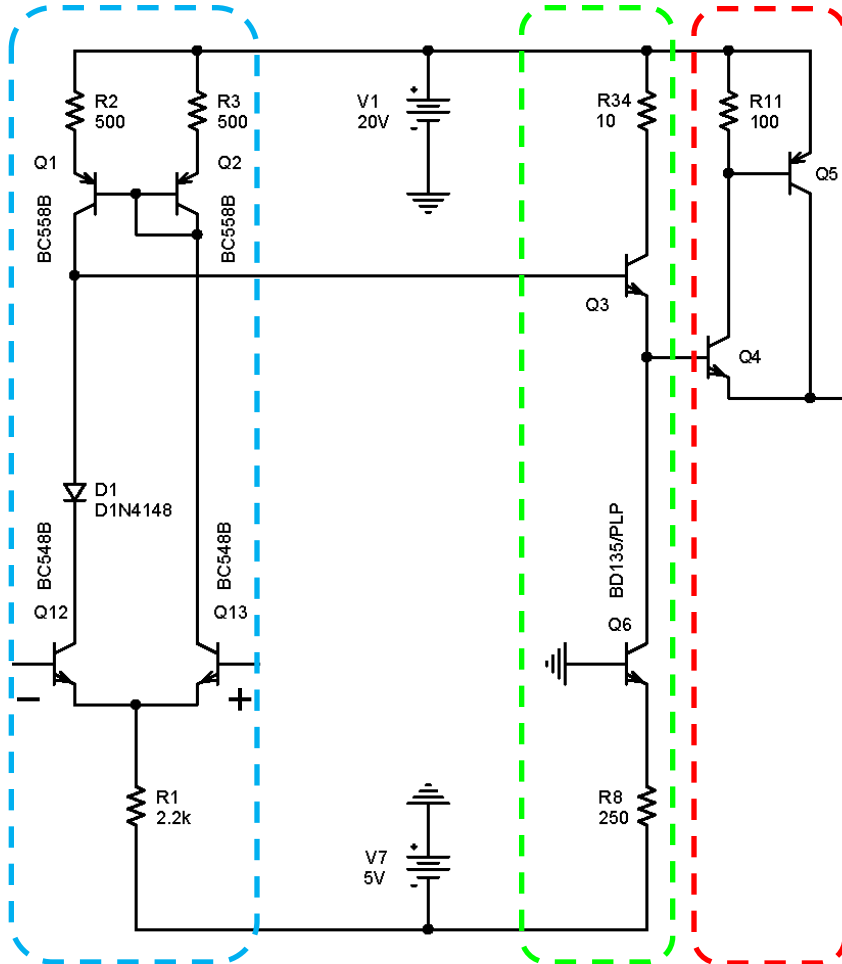 R2
500
R3
500
V1
20V
+
-
R34
10
R11
100
Q1
Q2
Q5
BC558B
BC558B
Q3
Q4
D1
D1N4148
BC548B
BC548B
BD135/PLP
Q12
Q13
Q6
−
+
R1
2.2k
R8
250
V7
5V
+
-